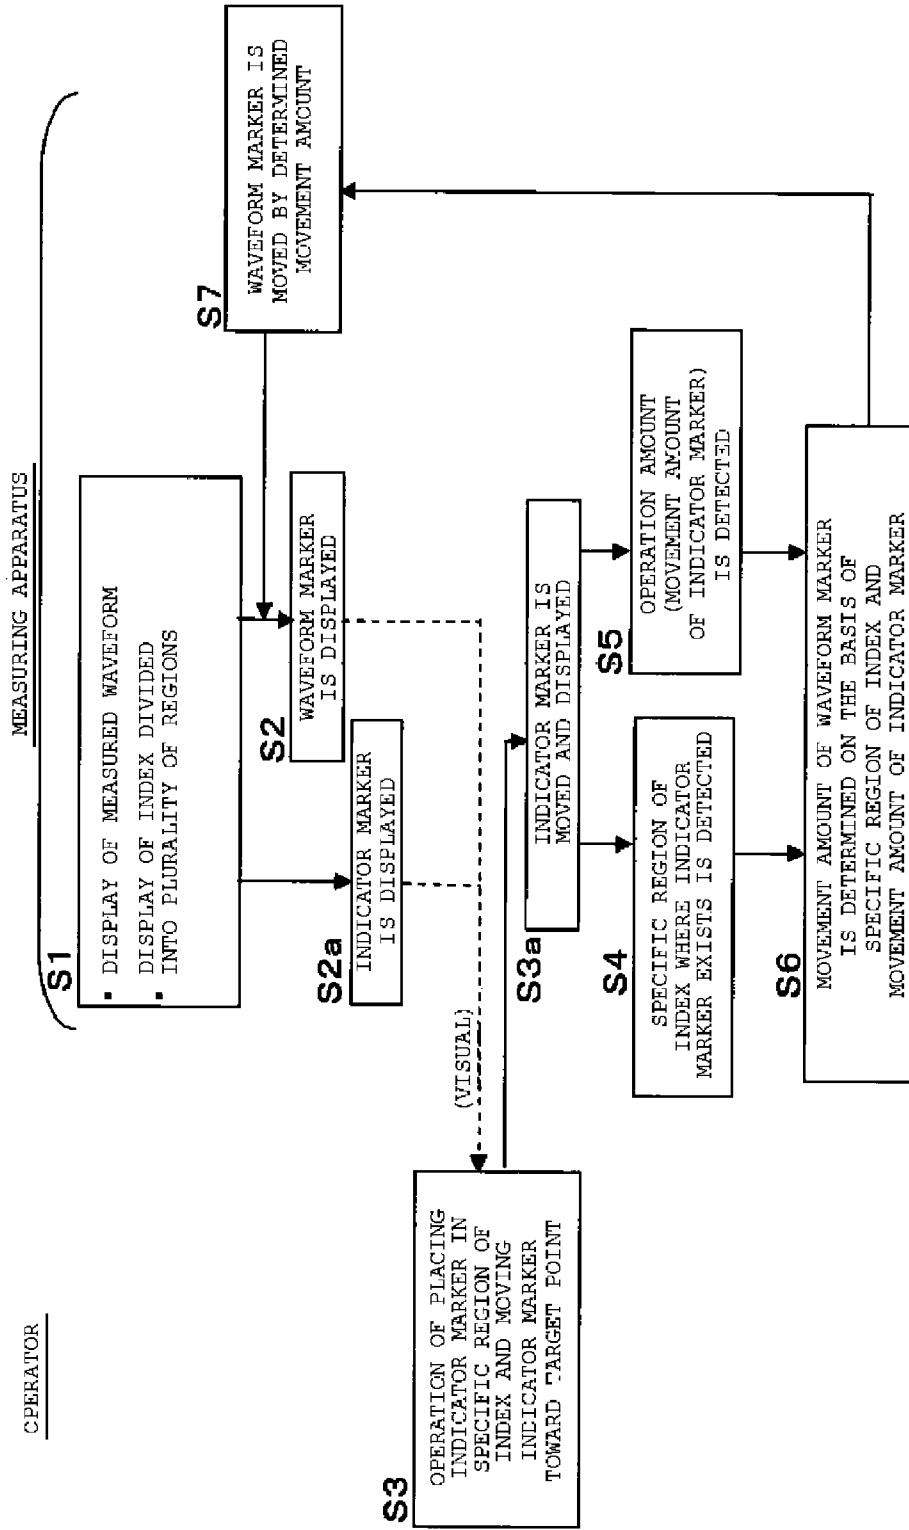 CPERATOR
MEASURING APPARATUS
S1
▪ DISPLAY OF MEASURED WAVEFORM
▪ DISPLAY OF INDEX DIVIDED
INTO PLURALITY OF REGIONS
S2
WAVEFORM MARKER
IS DISPLAYED
S2a
INDICATOR MARKER
IS DISPLAYED
(VISUAL)
S3
OPERATION OF PLACING
INDICATOR MARKER IN
SPECIFIC REGION OF
INDEX AND MOVING
INDICATOR MARKER
TOWARD TARGET POINT
S3a
INDICATOR MARKER IS
MOVED AND DISPLAYED
S4
SPECIFIC REGION OF
INDEX WHERE INDICATOR
MARKER EXISTS IS DETECTED
S5
OPERATION AMOUNT
(MOVEMENT AMOUNT
OF INDICATOR MARKER)
IS DETECTED
S6
MOVEMENT AMOUNT OF WAVEFORM MARKER
IS DETERMINED ON THE BASIS OF
SPECIFIC REGION OF INDEX AND
MOVEMENT AMOUNT OF INDICATOR MARKER
S7
WAVEFORM MARKER IS
MOVED BY DETERMINED
MOVEMENT AMOUNT